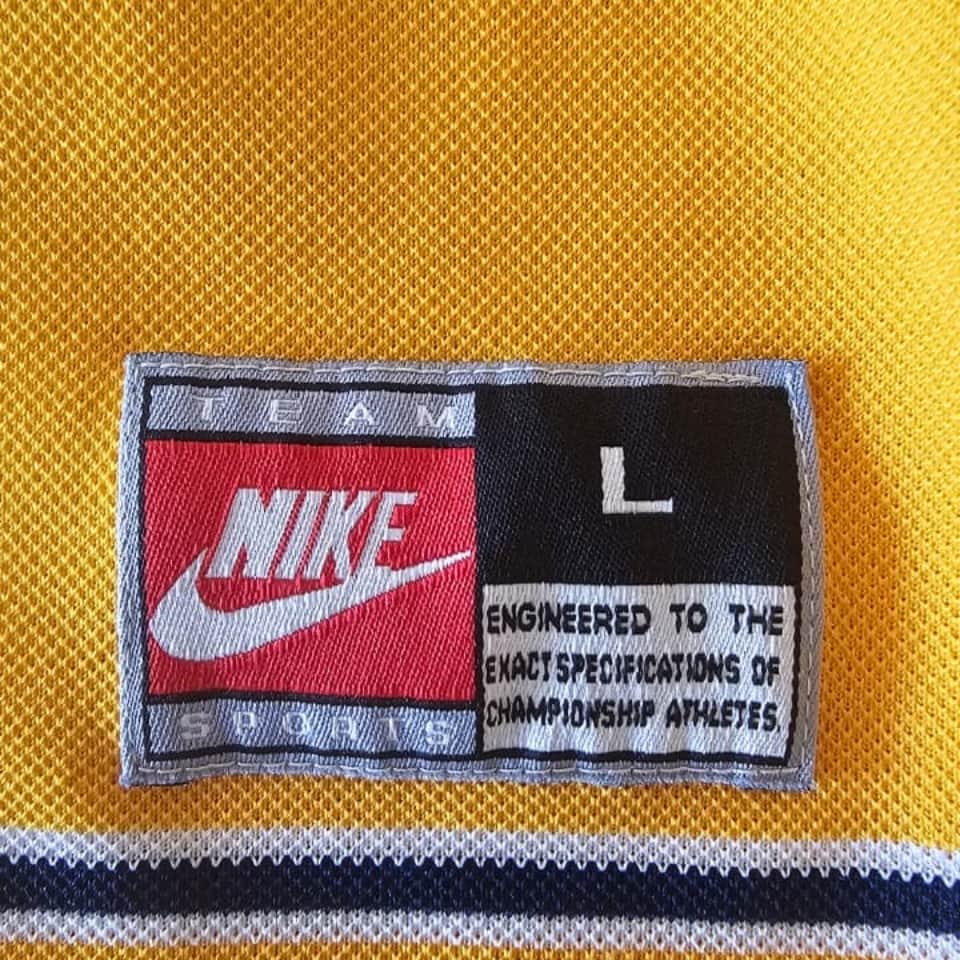 TEAM
NIKE
SPORTS
L
ENGINEERED TO THE
EXACT SPECIFICATIONS OF
CHAMPIONSHIP ATHLETES.